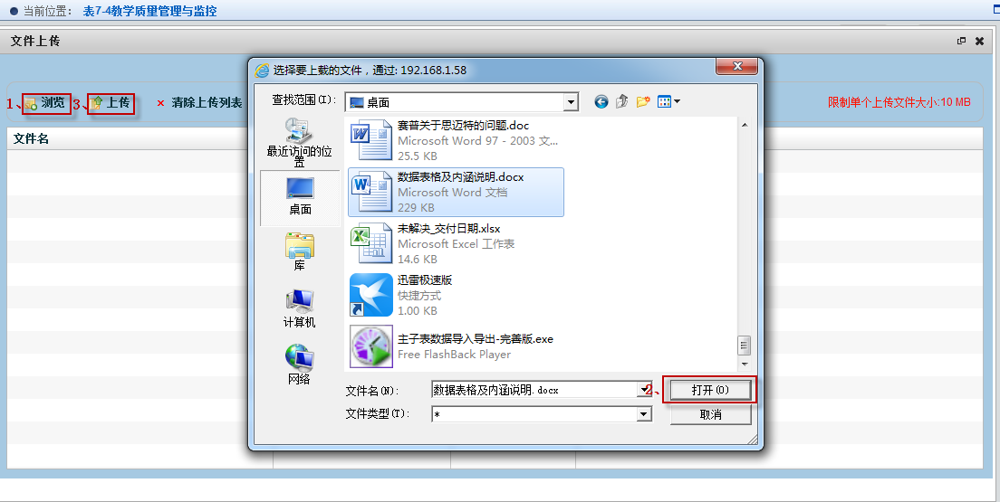 当前位置： 表7-4教学质量管理与监控
文件上传
选择要上载的文件，通过: 192.168.1.58
1、浏览 3、上传 × 清除上传列表
限制单个上传文件大小:10 MB
文件名
查找范围(I): 桌面
最近访问的位置
桌面
库
计算机
网络
赛普关于思迈特的问题.doc
Microsoft Word 97 - 2003 文...
25.5 KB
数据表格及内涵说明.docx
Microsoft Word 文档
229 KB
未解决_交付日期.xlsx
Microsoft Excel 工作表
14.6 KB
迅雷极速版
快捷方式
1.00 KB
主子表数据导入导出-完善版.exe
Free FlashBack Player
文件名(N): 数据表格及内涵说明.docx 2、打开(O)
文件类型(T): * 取消